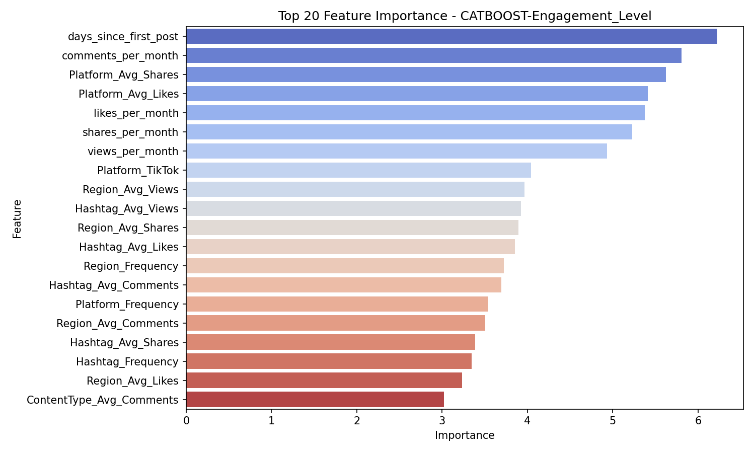 Top 20 Feature Importance - CATBOOST-Engagement_Level
days_since_first_post
comments_per_month
Platform_Avg_Shares
Platform_Avg_Likes
likes_per_month
shares_per_month
views_per_month
Platform_TikTok
Region_Avg_Views
Hashtag_Avg_Views
Region_Avg_Shares
Hashtag_Avg_Likes
Region_Frequency
Hashtag_Avg_Comments
Platform_Frequency
Region_Avg_Comments
Hashtag_Avg_Shares
Hashtag_Frequency
Region_Avg_Likes
ContentType_Avg_Comments
Feature
0 1 2 3 4 5 6
Importance